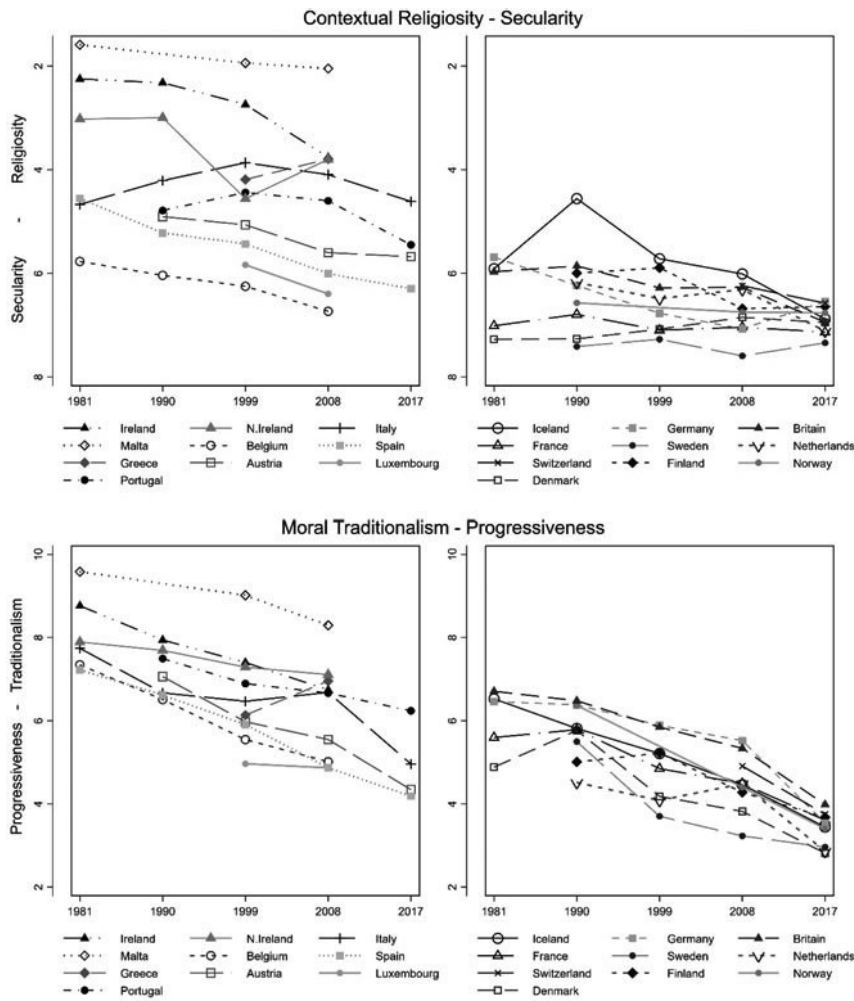 Contextual Religiosity - Secularity
Secularity - Religiosity
2
4
6
8
1981 1990 1999 2008 2017
1981 1990 1999 2008 2017
2
4
6
8
Ireland N.Ireland Italy
Malta Belgium Spain
Greece Austria Luxembourg
Portugal
Iceland Germany Britain
France Sweden Netherlands
Switzerland Finland Norway
Denmark
Moral Traditionalism - Progressiveness
Progressiveness - Traditionalism
10
8
6
4
2
1981 1990 1999 2008 2017
10
8
6
4
2
1981 1990 1999 2008 2017
Ireland N.Ireland Italy
Malta Belgium Spain
Greece Austria Luxembourg
Portugal
Iceland Germany Britain
France Sweden Netherlands
Switzerland Finland Norway
Denmark